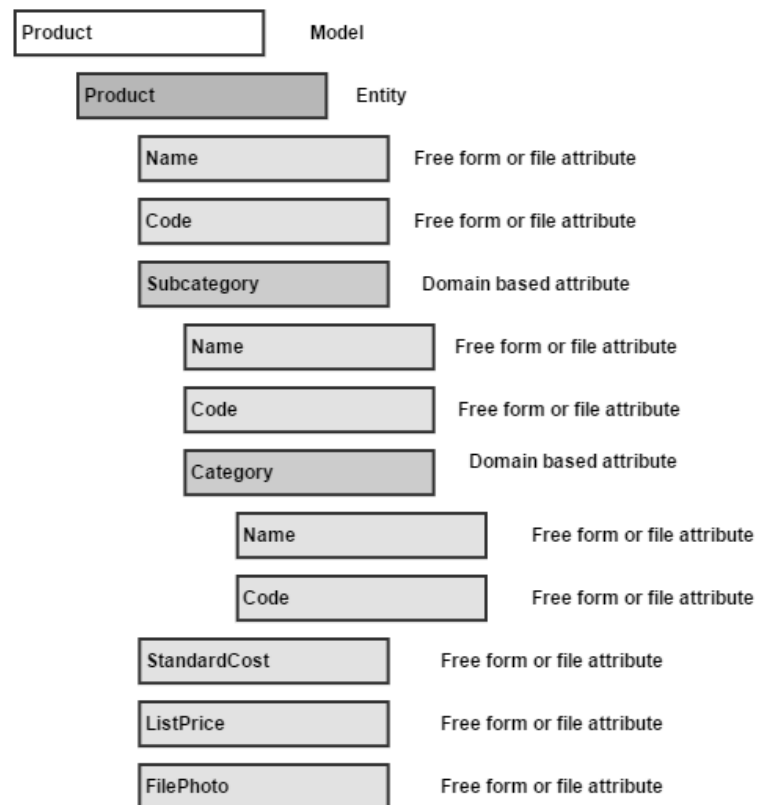 Product Model
Product Entity
Name Free form or file attribute
Code Free form or file attribute
Subcategory Domain based attribute
Name Free form or file attribute
Code Free form or file attribute
Category Domain based attribute
Name Free form or file attribute
Code Free form or file attribute
StandardCost Free form or file attribute
ListPrice Free form or file attribute
FilePhoto Free form or file attribute